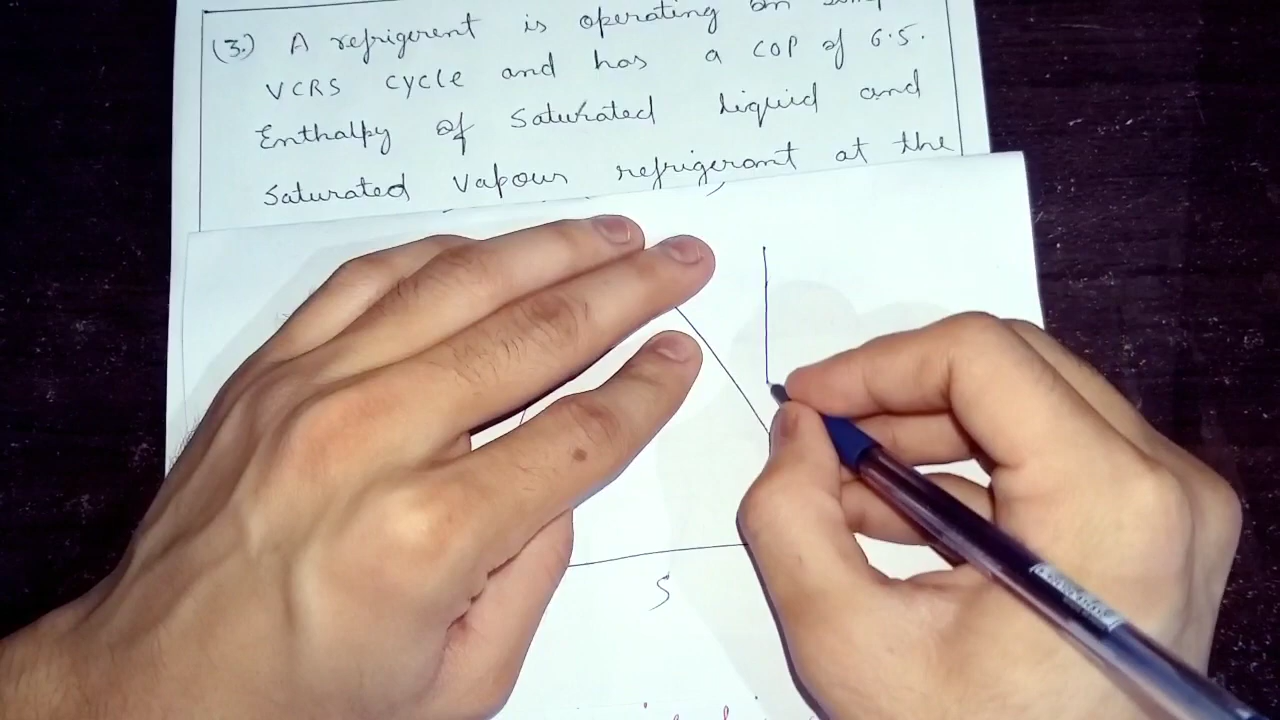 (3.) A refrigerent is operating on
VCRS cycle and has a COP of 6.5.
Enthalpy of saturated liquid and
saturated vapour refrigerant at the
S